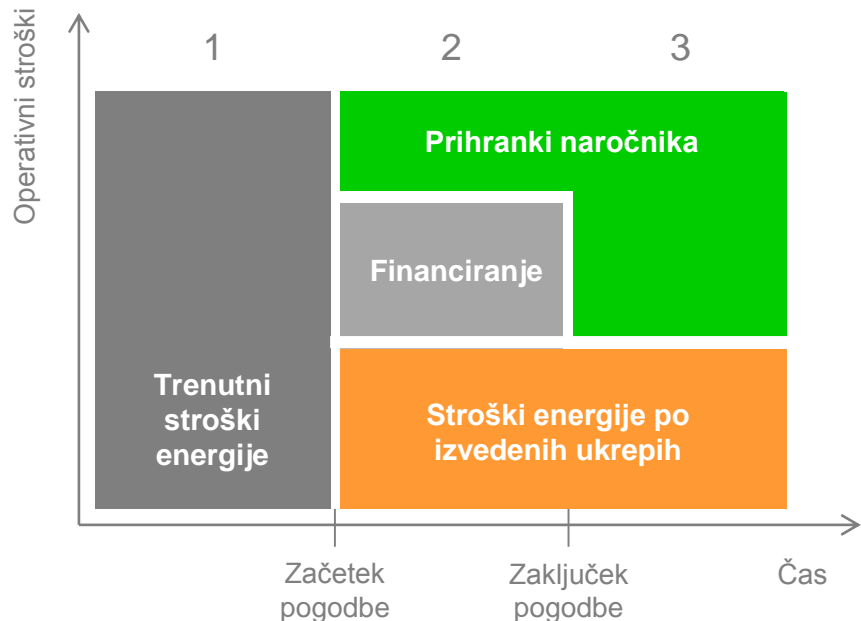 Operativni stroški
1
2
3
Prihranki naročnika
Financiranje
Trenutni
stroški
energije
Stroški energije po
izvedenih ukrepih
Začetek
pogodbe
Zaključek
pogodbe
Čas